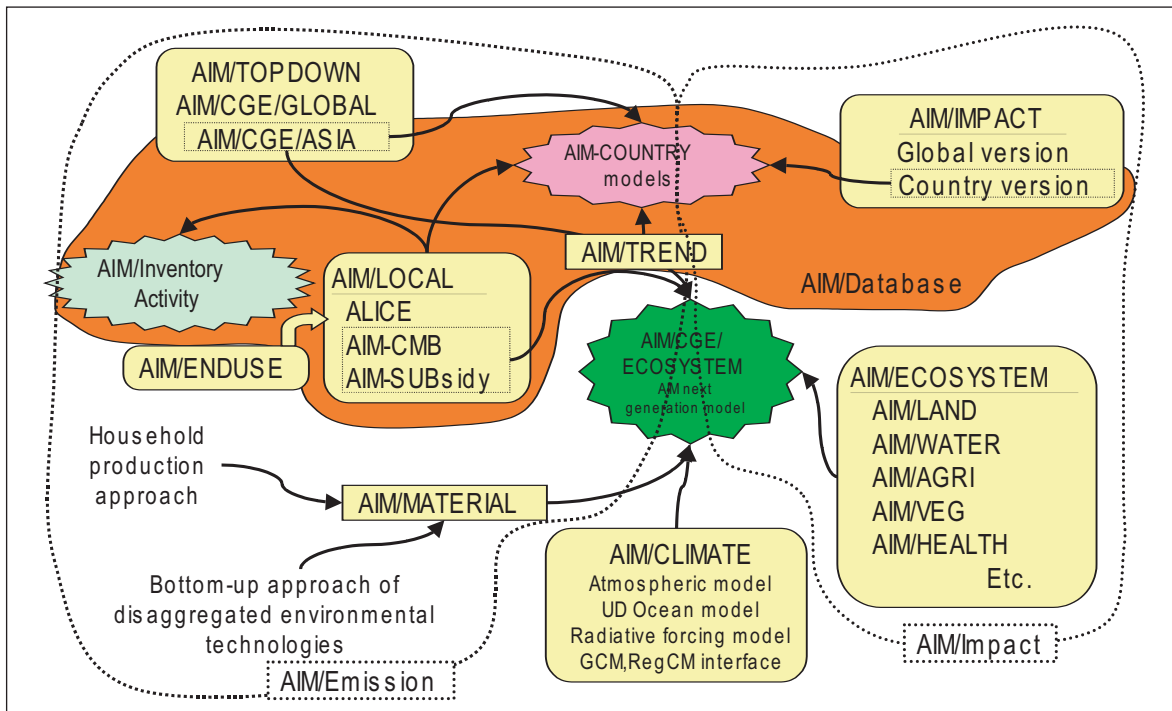 AIM/TOPDOWN
AIM/CGE/GLOBAL
AIM/CGE/ASIA
AIM-COUNTRY
models
AIM/IMPACT
Global version
Country version
AIM/Inventory
Activity
AIM/LOCAL
ALICE
AIM-CMB
AIM-SUBsidy
AIM/TREND
AIM/Database
AIM/ENDUSE
AIM/CGE/
ECOSYSTEM
AIM next
generation model
AIM/ECOSYSTEM
AIM/LAND
AIM/WATER
AIM/AGRI
AIM/VEG
AIM/HEALTH
Etc.
Household
production
approach
AIM/MATERIAL
Bottom-up approach of
disaggregated environmental
technologies
AIM/CLIMATE
Atmospheric model
UD Ocean model
Radiative forcing model
GCM,RegCM interface
AIM/Emission
AIM/Impact